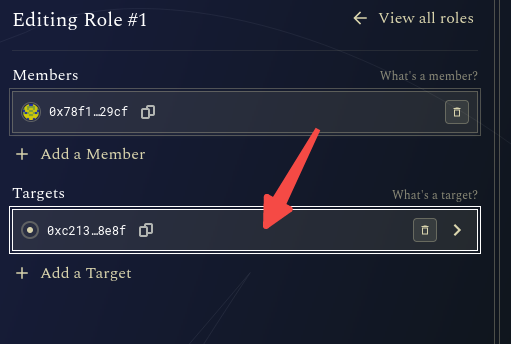 Editing Role #1
View all roles
Members
What's a member?
0x78f1…29cf
Add a Member
Targets
What's a target?
0xc213…8e8f
Add a Target